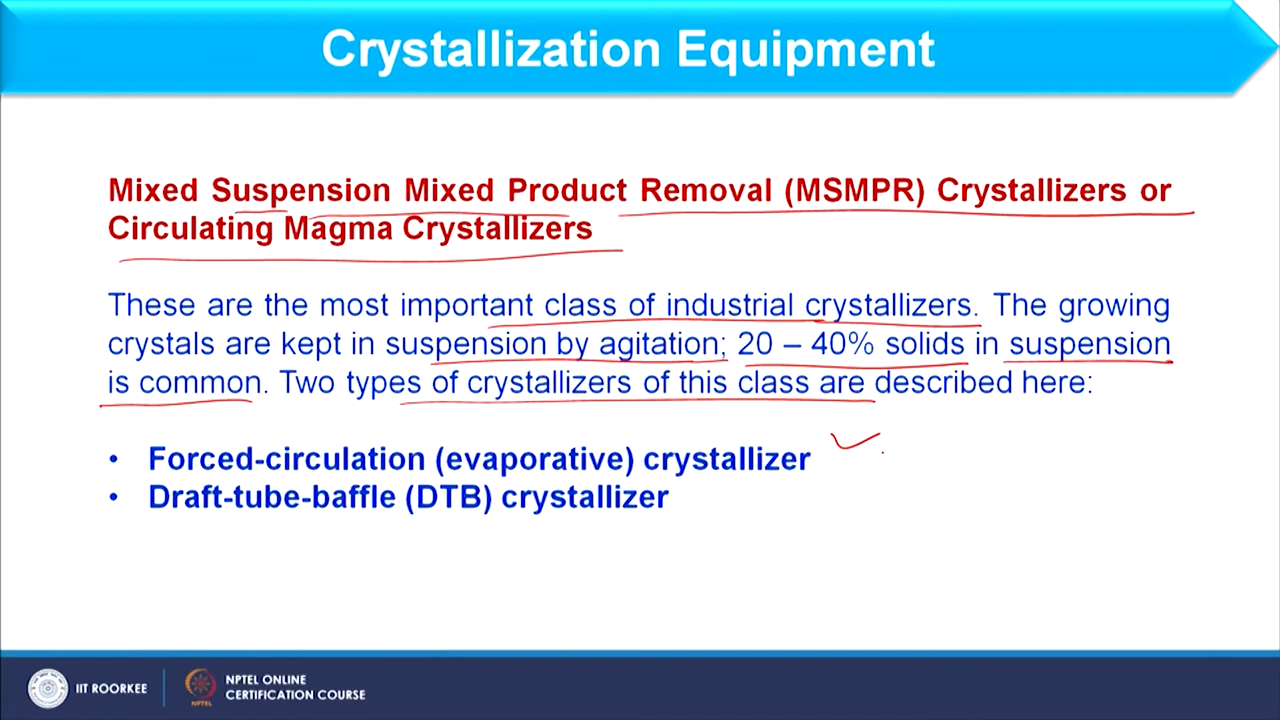 Crystallization Equipment
Mixed Suspension Mixed Product Removal (MSMPR) Crystallizers or
Circulating Magma Crystallizers
These are the most important class of industrial crystallizers. The growing
crystals are kept in suspension by agitation; 20 – 40% solids in suspension
is common. Two types of crystallizers of this class are described here:
• Forced-circulation (evaporative) crystallizer
• Draft-tube-baffle (DTB) crystallizer
IIT ROORKEE
NPTEL
NPTEL ONLINE
CERTIFICATION COURSE